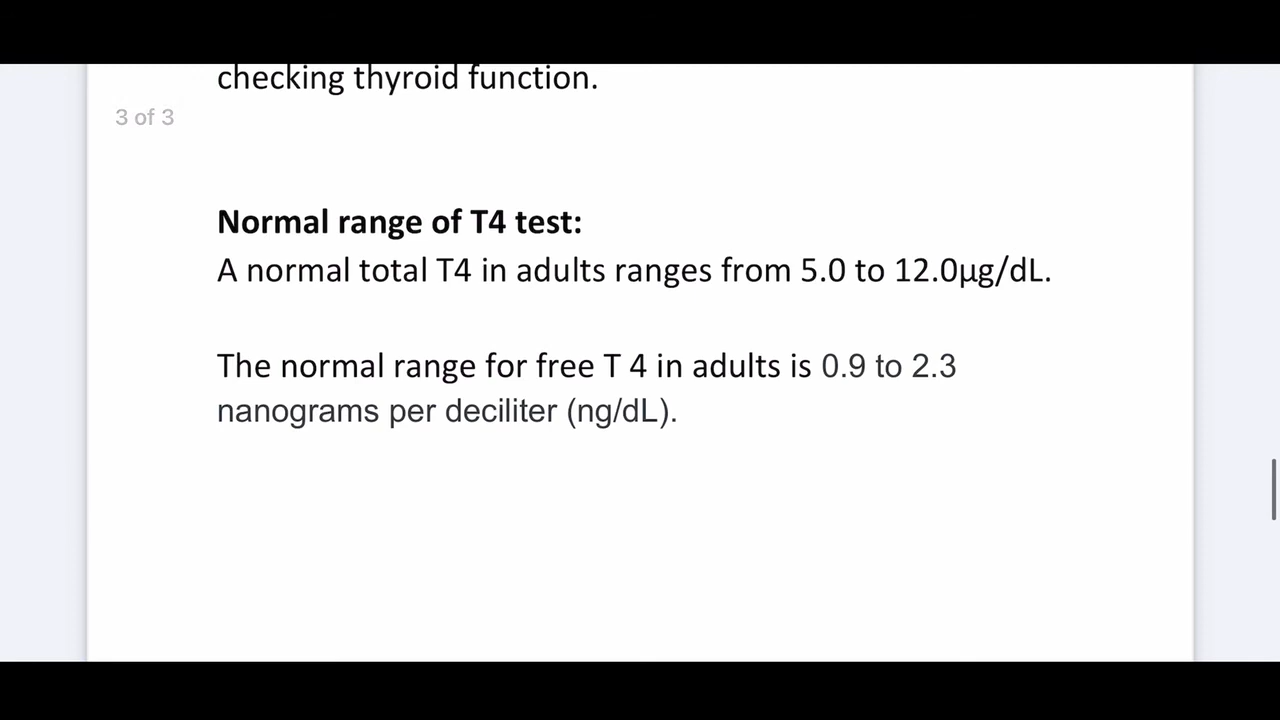 checking thyroid function.
3 of 3
Normal range of T4 test:
A normal total T4 in adults ranges from 5.0 to 12.0µg/dL.
The normal range for free T 4 in adults is 0.9 to 2.3
nanograms per deciliter (ng/dL).